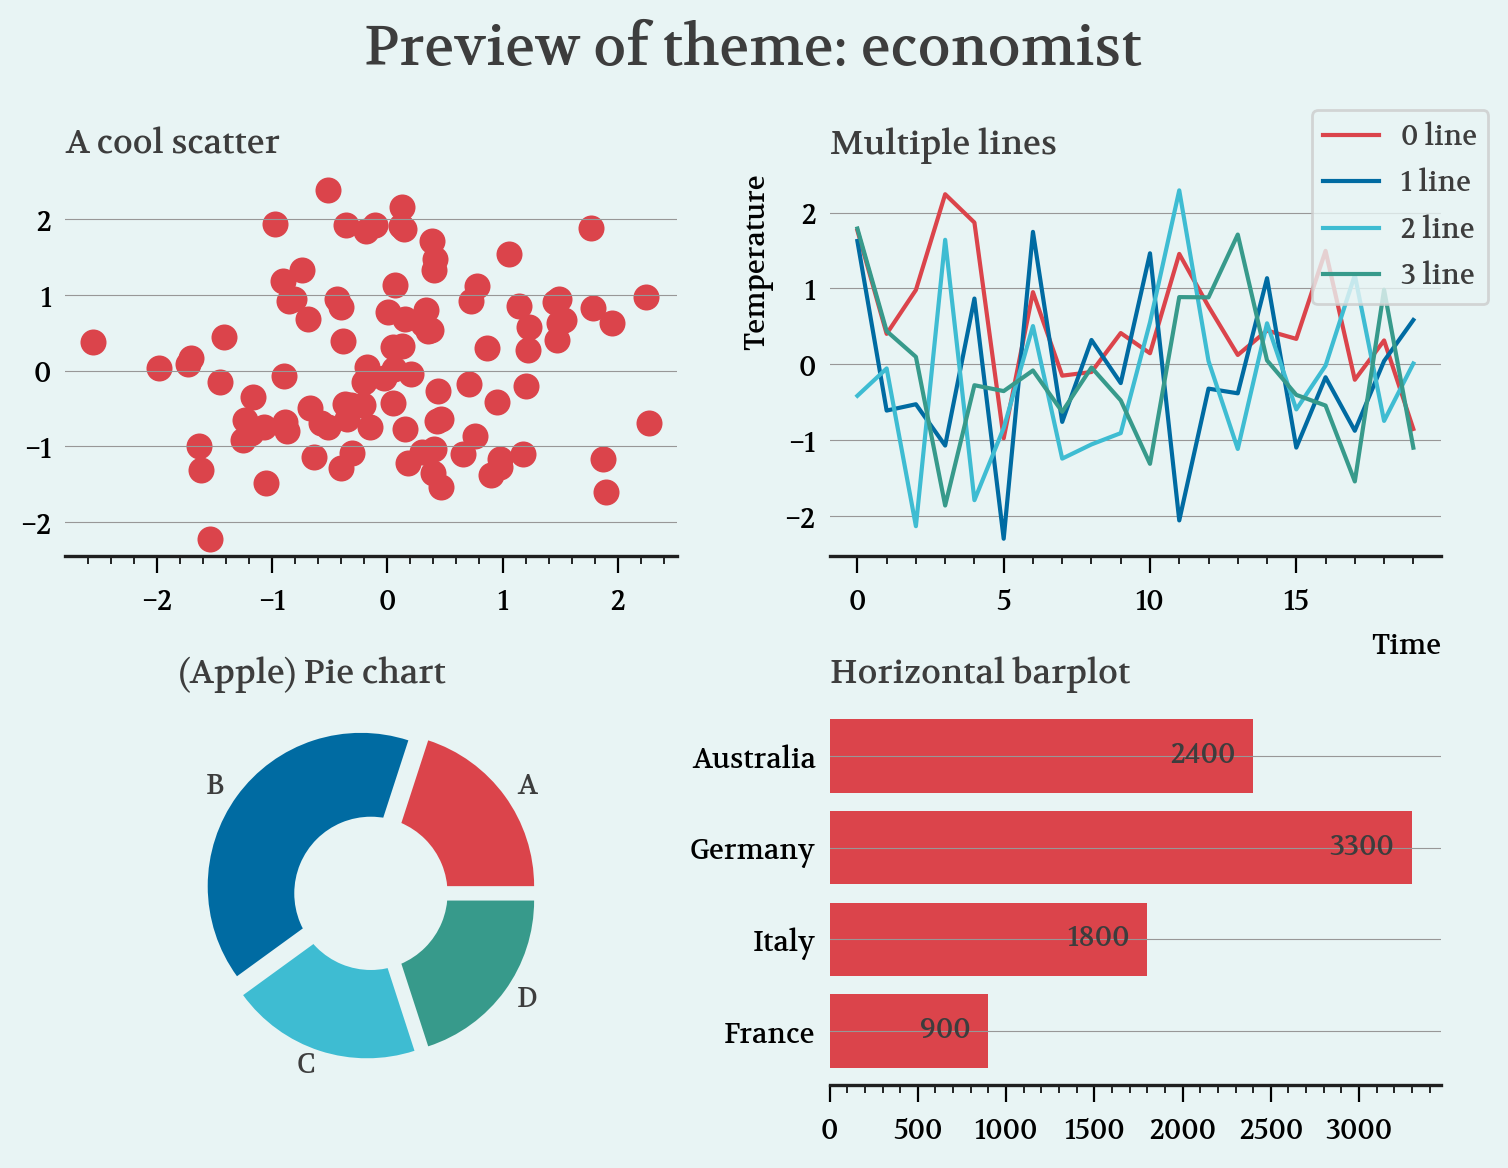 Preview of theme: economist
A cool scatter
2
1
0
−1
−2
−2 −1 0 1 2
Multiple lines
Temperature
2
1
0
−1
−2
0 5 10 15
Time
0 line
1 line
2 line
3 line
(Apple) Pie chart
A
B
C
D
Horizontal barplot
Australia 2400
Germany 3300
Italy 1800
France 900
0 500 1000 1500 2000 2500 3000